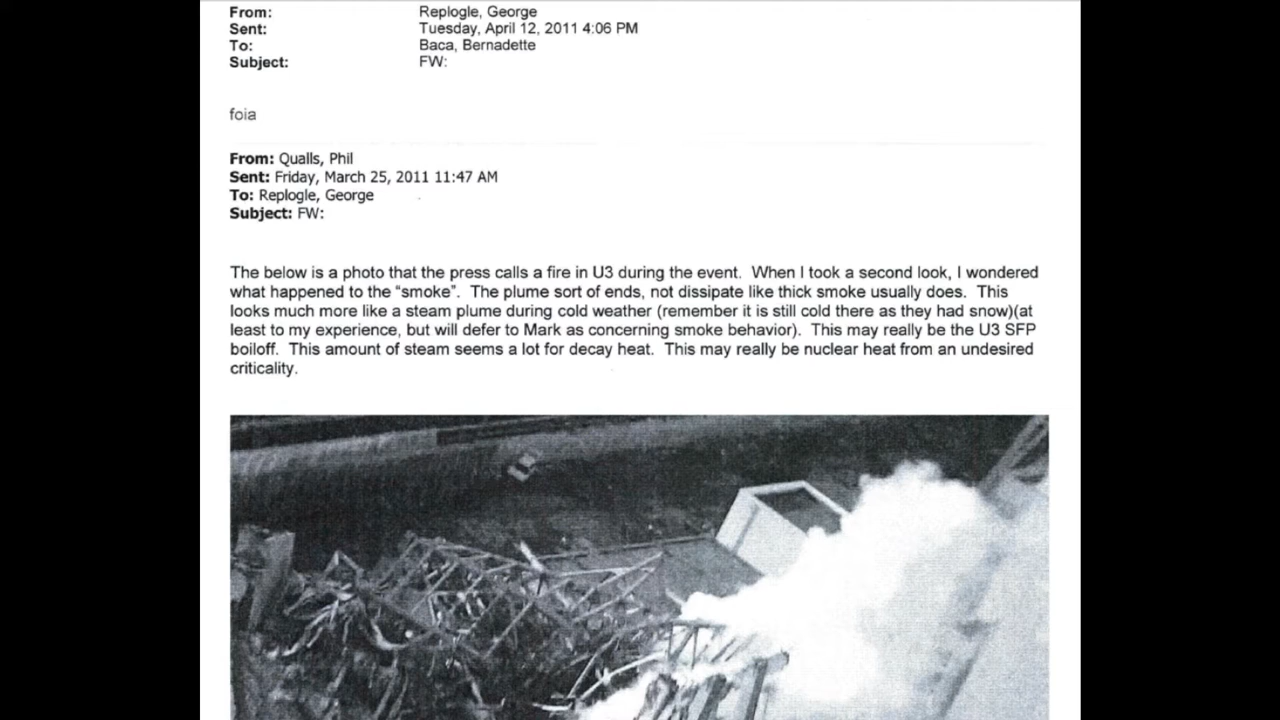 From: Replogle, George
Sent: Tuesday, April 12, 2011 4:06 PM
To: Baca, Bernadette
Subject: FW:
foia
From: Qualls, Phil
Sent: Friday, March 25, 2011 11:47 AM
To: Replogle, George
Subject: FW:
The below is a photo that the press calls a fire in U3 during the event. When I took a second look, I wondered
what happened to the “smoke”. The plume sort of ends, not dissipate like thick smoke usually does. This
looks much more like a steam plume during cold weather (remember it is still cold there as they had snow)(at
least to my experience, but will defer to Mark as concerning smoke behavior). This may really be the U3 SFP
boiloff. This amount of steam seems a lot for decay heat. This may really be nuclear heat from an undesired
criticality.